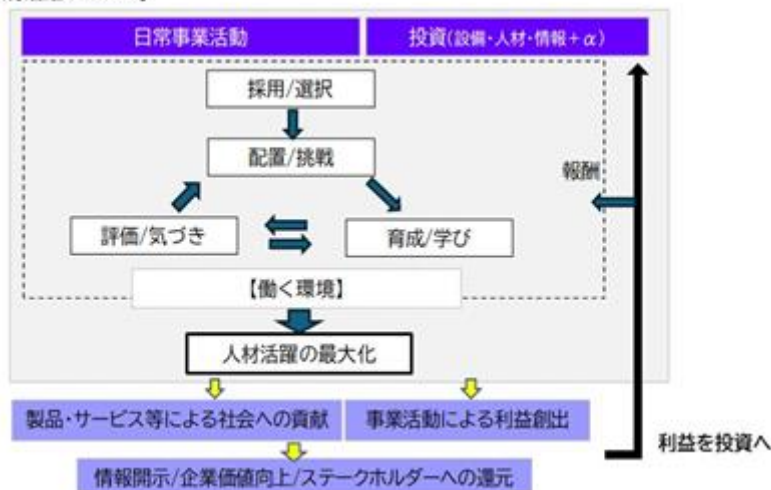 日常事業活動
投資(設備・人材・情報+α)
採用/選択
配置/挑戦
報酬
評価/気づき
育成/学び
【働く環境】
人材活躍の最大化
製品・サービス等による社会への貢献
事業活動による利益創出
利益を投資へ
情報開示/企業価値向上/ステークホルダーへの還元